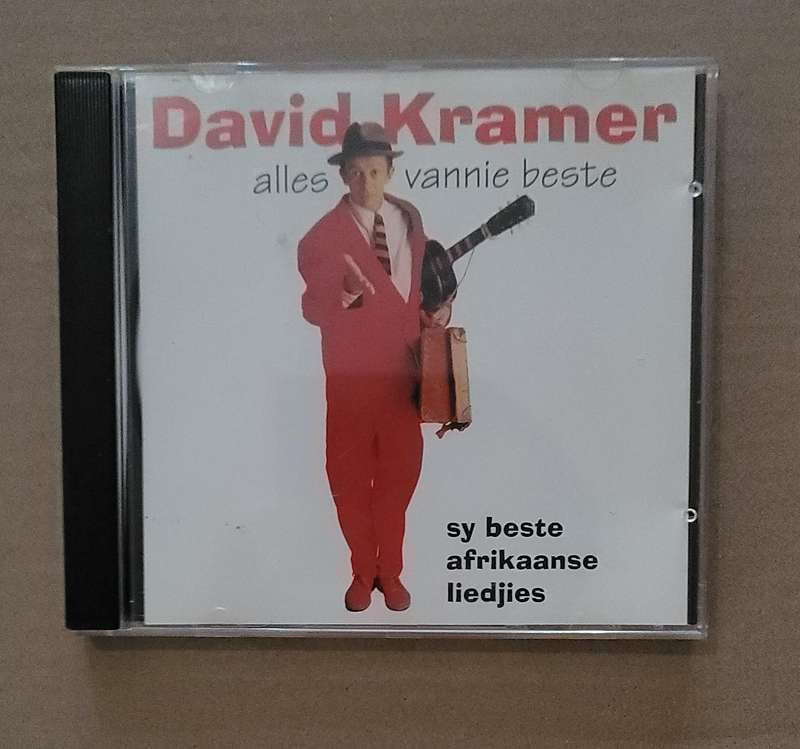 David Kramer
alles vannie beste
sy beste
afrikaanse
liedjies